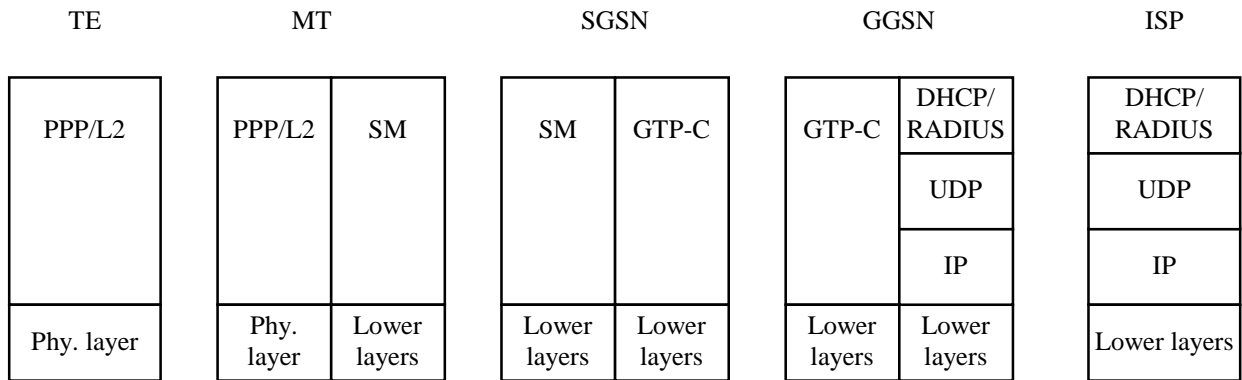 TE MT SGSN GGSN ISP
PPP/L2 PPP/L2 SM SM GTP-C GTP-C DHCP/ DHCP/
RADIUS RADIUS
UDP UDP
IP IP
Phy. layer Phy. Lower Lower Lower Lower Lower Lower layers
layer layers layers layers layers layers